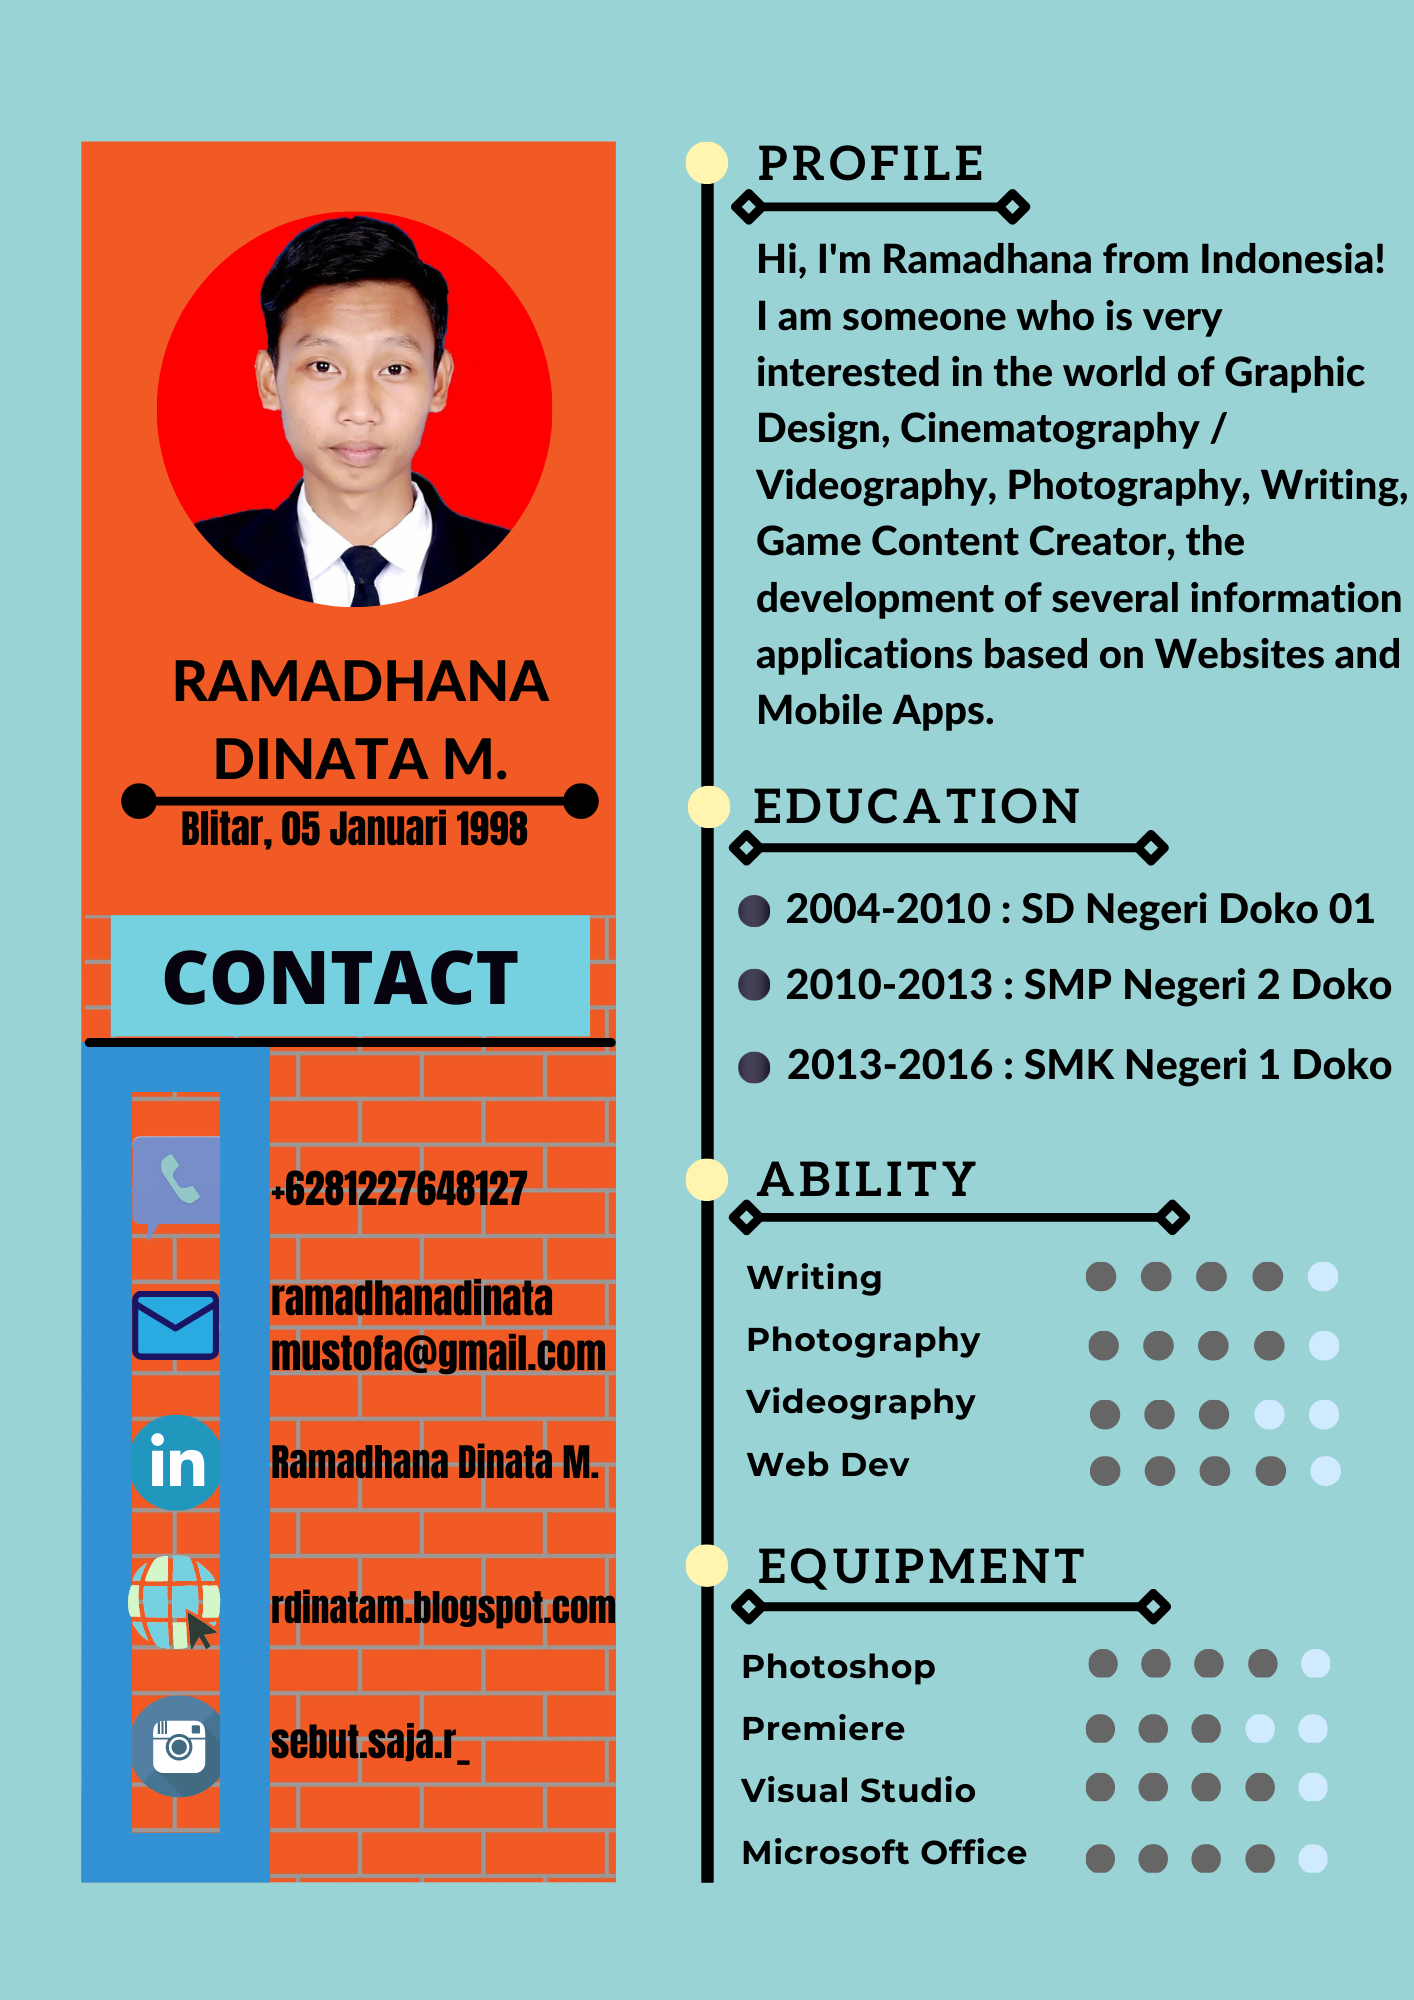 RAMADHANA
DINATA M.
Blitar, 05 Januari 1998
CONTACT
+6281227648127
ramadhanadinata
mustofa@gmail.com
in
Ramadhana Dinata M.
rdinatam.blogspot.com
sebut.saja.r_
PROFILE
Hi, I'm Ramadhana from Indonesia!
I am someone who is very
interested in the world of Graphic
Design, Cinematography /
Videography, Photography, Writing,
Game Content Creator, the
development of several information
applications based on Websites and
Mobile Apps.
EDUCATION
2004-2010 : SD Negeri Doko 01
2010-2013 : SMP Negeri 2 Doko
2013-2016 : SMK Negeri 1 Doko
ABILITY
Writing
Photography
Videography
Web Dev
EQUIPMENT
Photoshop
Premiere
Visual Studio
Microsoft Office